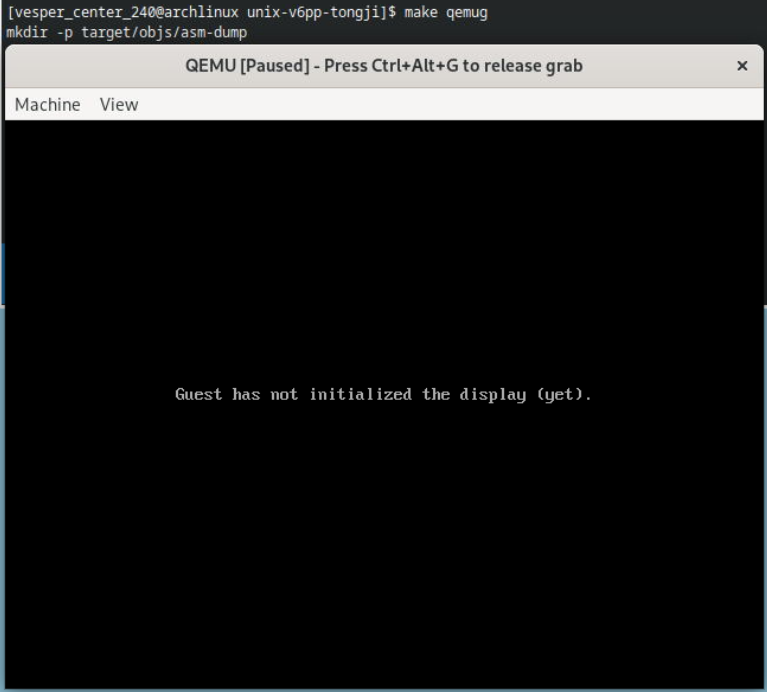 [vesper_center_240@archlinux unix-v6pp-tongji]$ make qemug
mkdir -p target/objs/asm-dump
QEMU [Paused] - Press Ctrl+Alt+G to release grab
×
Machine View
Guest has not initialized the display (yet).